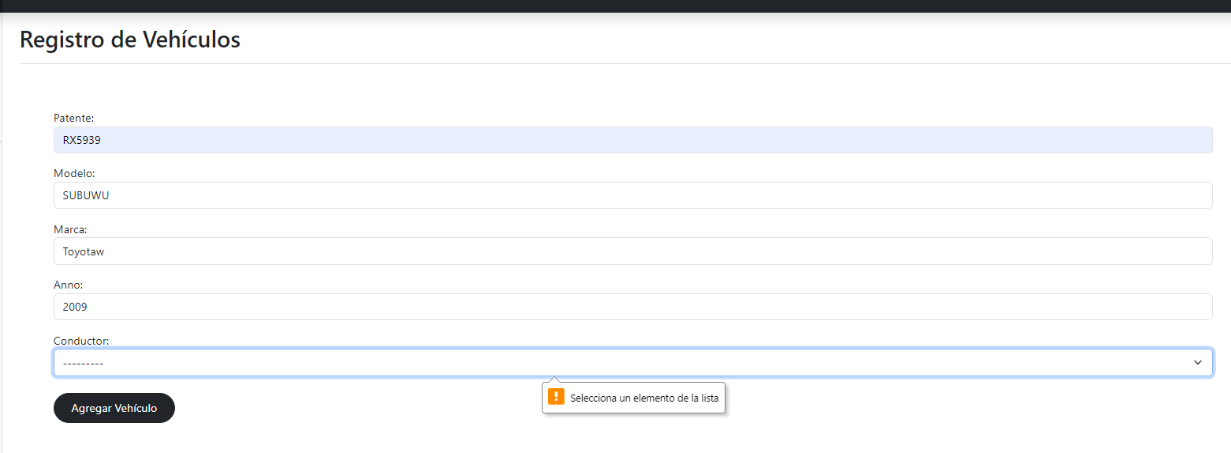 Registro de Vehículos
Patente:
RX5939
Modelo:
SUBUWU
Marca:
Toyotaw
Anno:
2009
Conductor:
---------
Selecciona un elemento de la lista
Agregar Vehículo